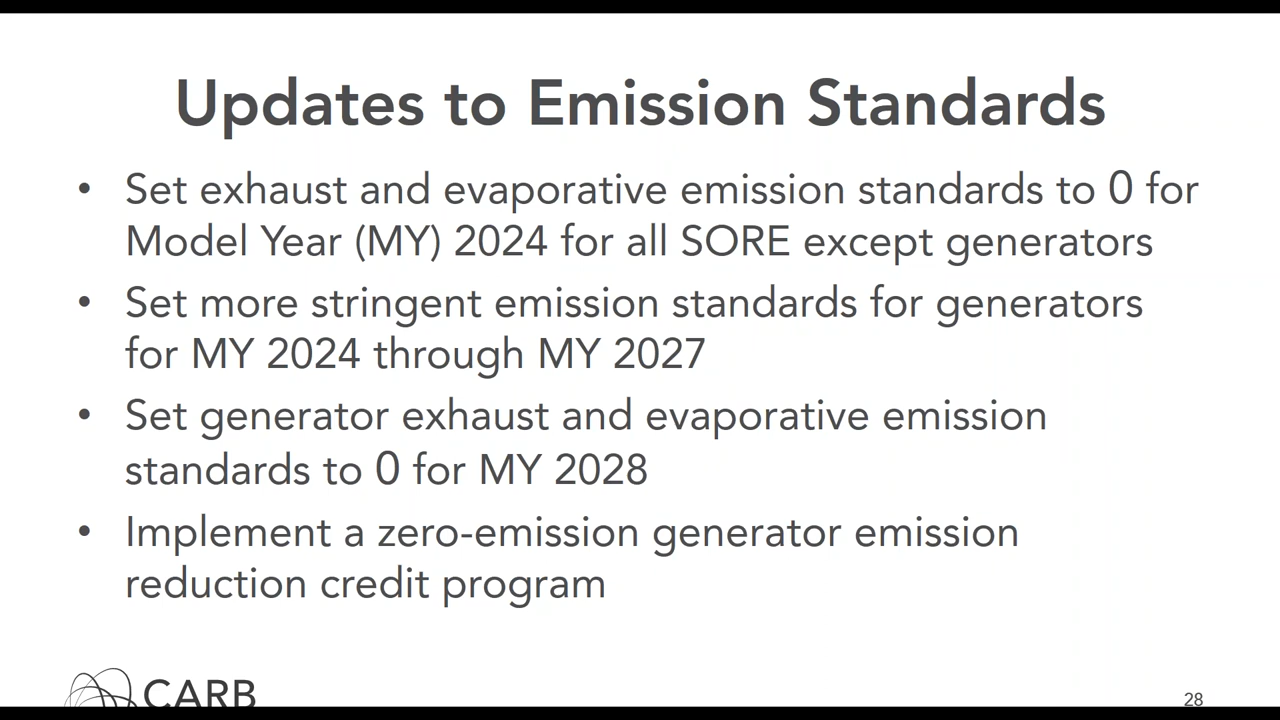 Updates to Emission Standards
• Set exhaust and evaporative emission standards to 0 for
Model Year (MY) 2024 for all SORE except generators
• Set more stringent emission standards for generators
for MY 2024 through MY 2027
• Set generator exhaust and evaporative emission
standards to 0 for MY 2028
• Implement a zero-emission generator emission
reduction credit program
CARB
28